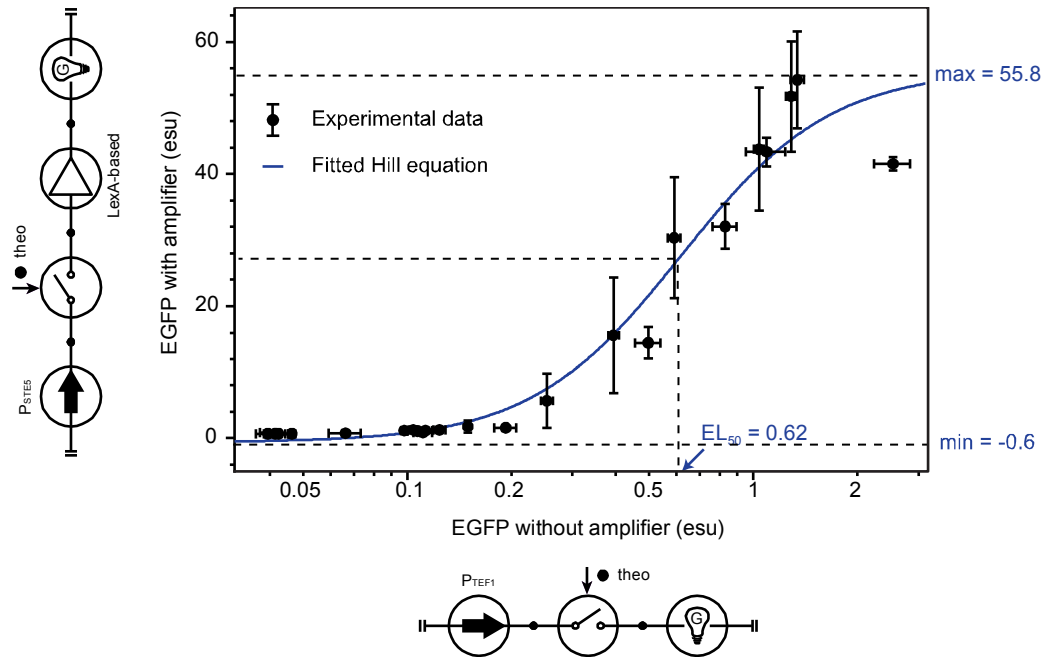 60
40
20
0
EGFP with amplifier (esu)
Experimental data
Fitted Hill equation
max = 55.8
EL50 = 0.62
min = -0.6
0.05
0.1
0.2
0.5
1
2
EGFP without amplifier (esu)
G
LexA-based
theo
PSTE5
PTEF1
theo
G